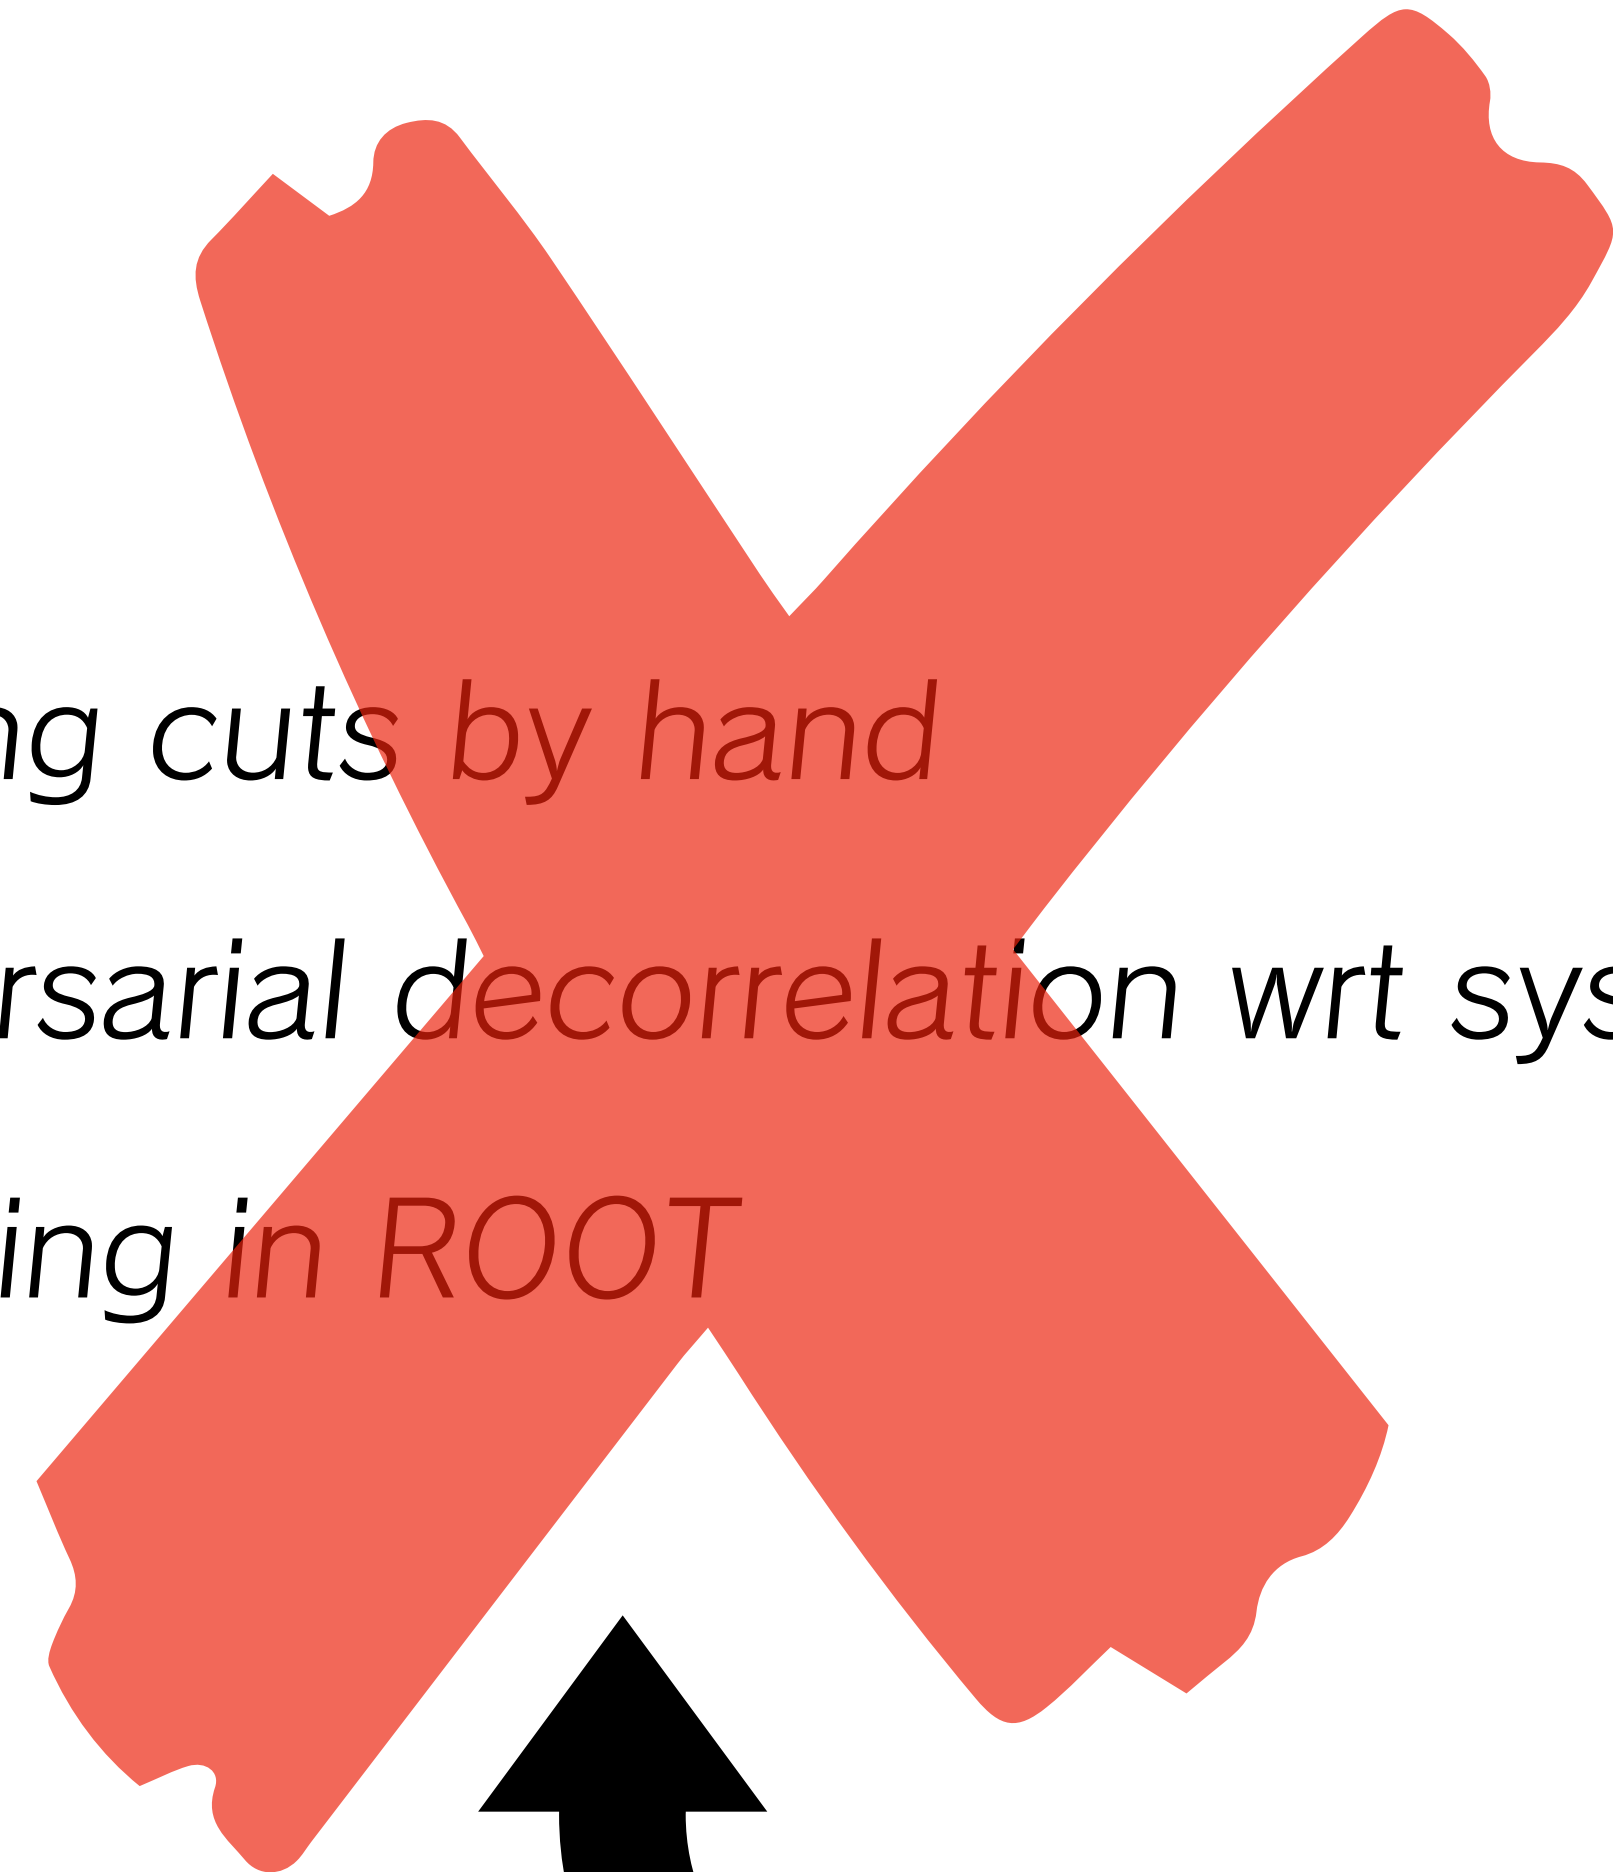 ng cuts by hand
rsarial decorrelation wrt sys
ing in ROOT